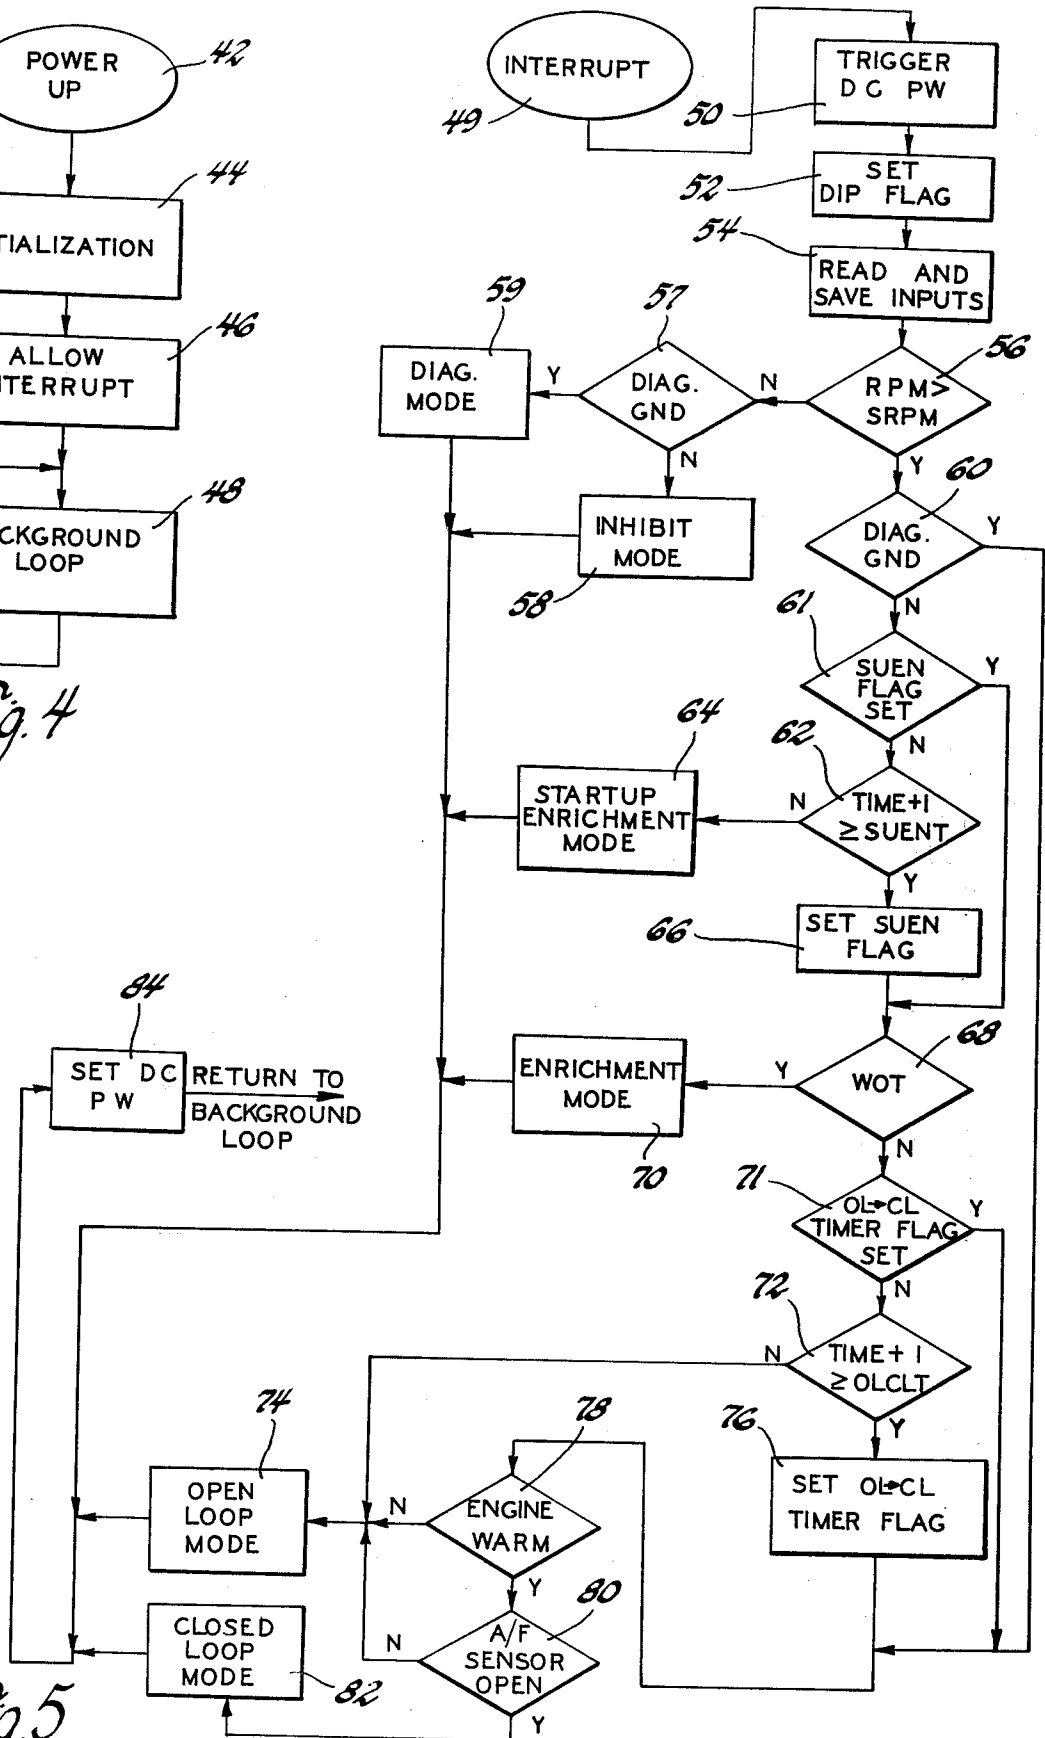 POWER
UP
42
44
TIALIZATION
46
ALLOW
TERRUPT
48
CKGROUND
LOOP
g. 4
INTERRUPT
49
TRIGGER
DC PW
50
SET
DIP FLAG
52
54
READ AND
SAVE INPUTS
56
RPM>
SRPM
N
Y
57
DIAG.
GND
Y
N
59
DIAG.
MODE
INHIBIT
MODE
58
60
DIAG.
GND
Y
N
61
SUEN
FLAG
SET
Y
N
62
TIME+1
≥SUENT
N
Y
64
STARTUP
ENRICHMENT
MODE
66
SET SUEN
FLAG
68
WOT
Y
N
ENRICHMENT
MODE
70
71
OL→CL
TIMER FLAG
SET
Y
N
72
TIME+1
≥OLCLT
N
Y
76
SET OL→CL
TIMER FLAG
78
ENGINE
WARM
N
Y
80
A/F
SENSOR
OPEN
N
Y
74
OPEN
LOOP
MODE
CLOSED
LOOP
MODE
82
84
SET DC
PW
RETURN TO
BACKGROUND
LOOP
g. 5